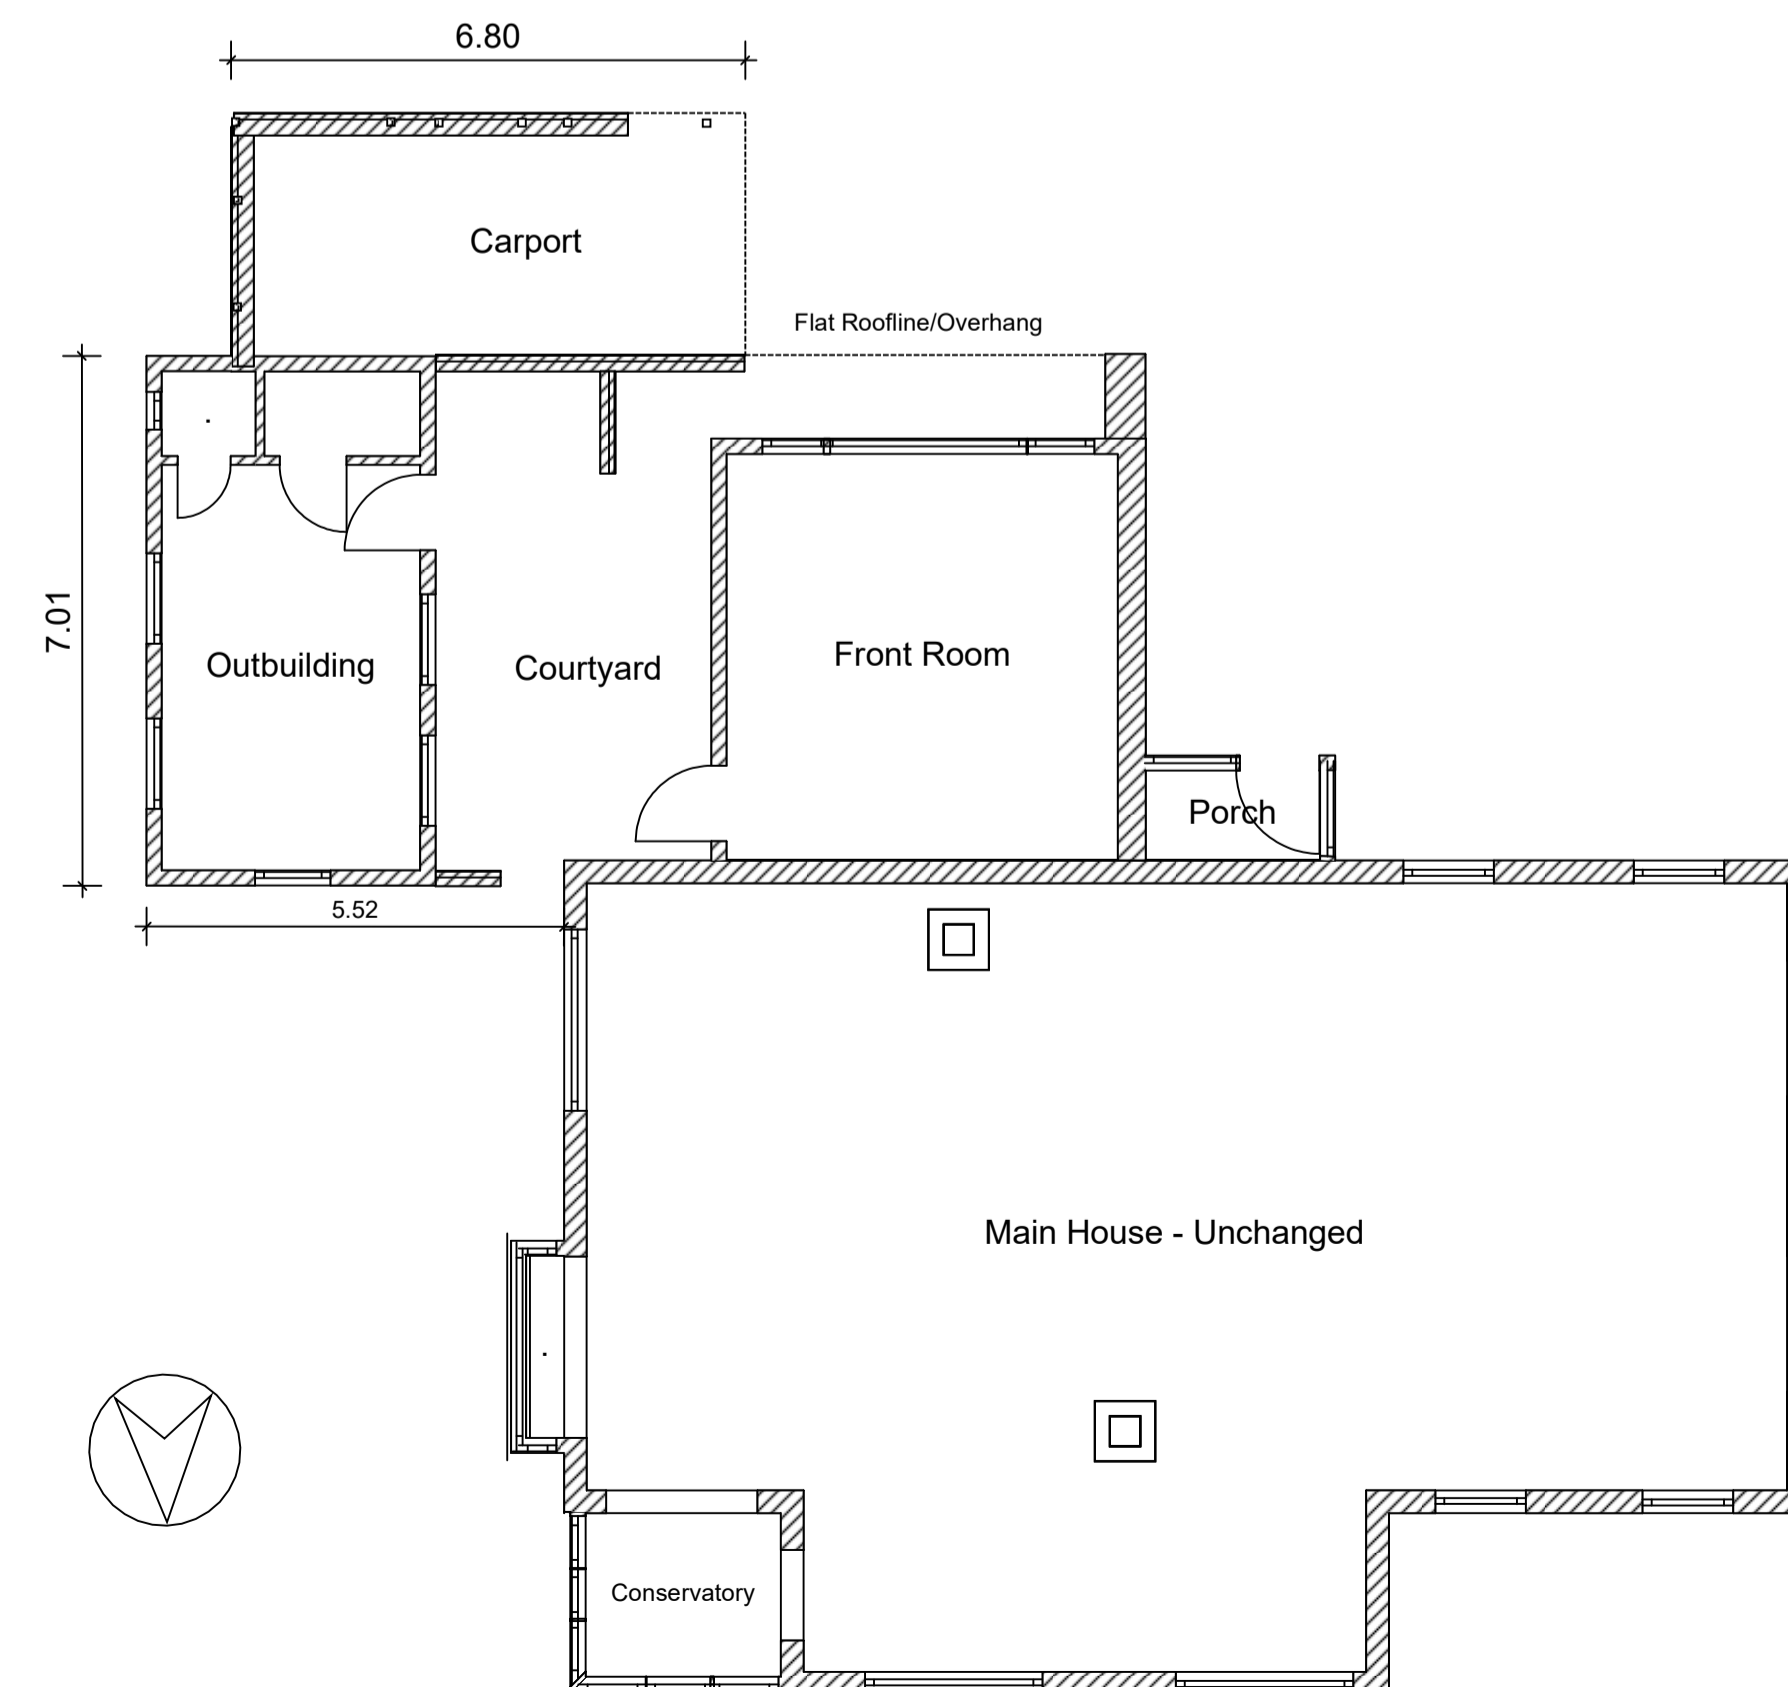 6.80
Carport
Flat Roofline/Overhang
7.01
Outbuilding
Courtyard
Front Room
Porch
5.52
Main House - Unchanged
Conservatory